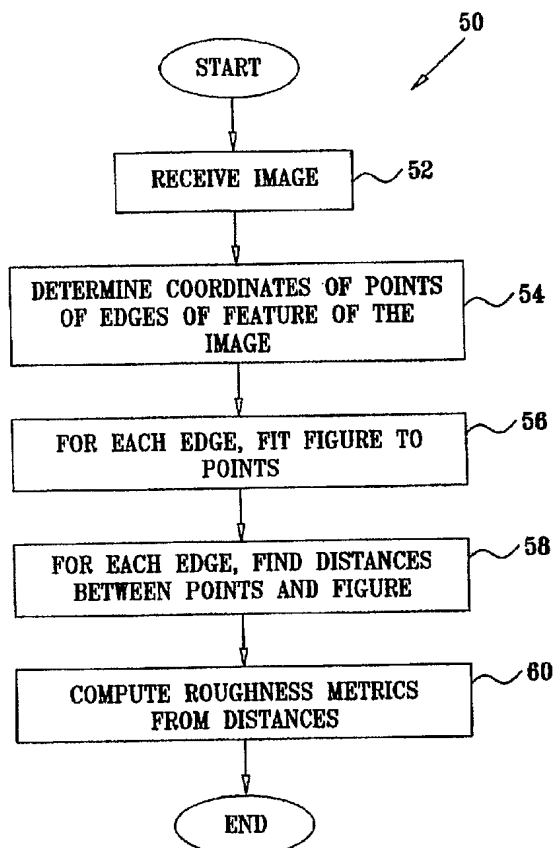 50
START
RECEIVE IMAGE
52
DETERMINE COORDINATES OF POINTS
OF EDGES OF FEATURE OF THE
IMAGE
54
FOR EACH EDGE, FIT FIGURE TO
POINTS
56
FOR EACH EDGE, FIND DISTANCES
BETWEEN POINTS AND FIGURE
58
COMPUTE ROUGHNESS METRICS
FROM DISTANCES
60
END